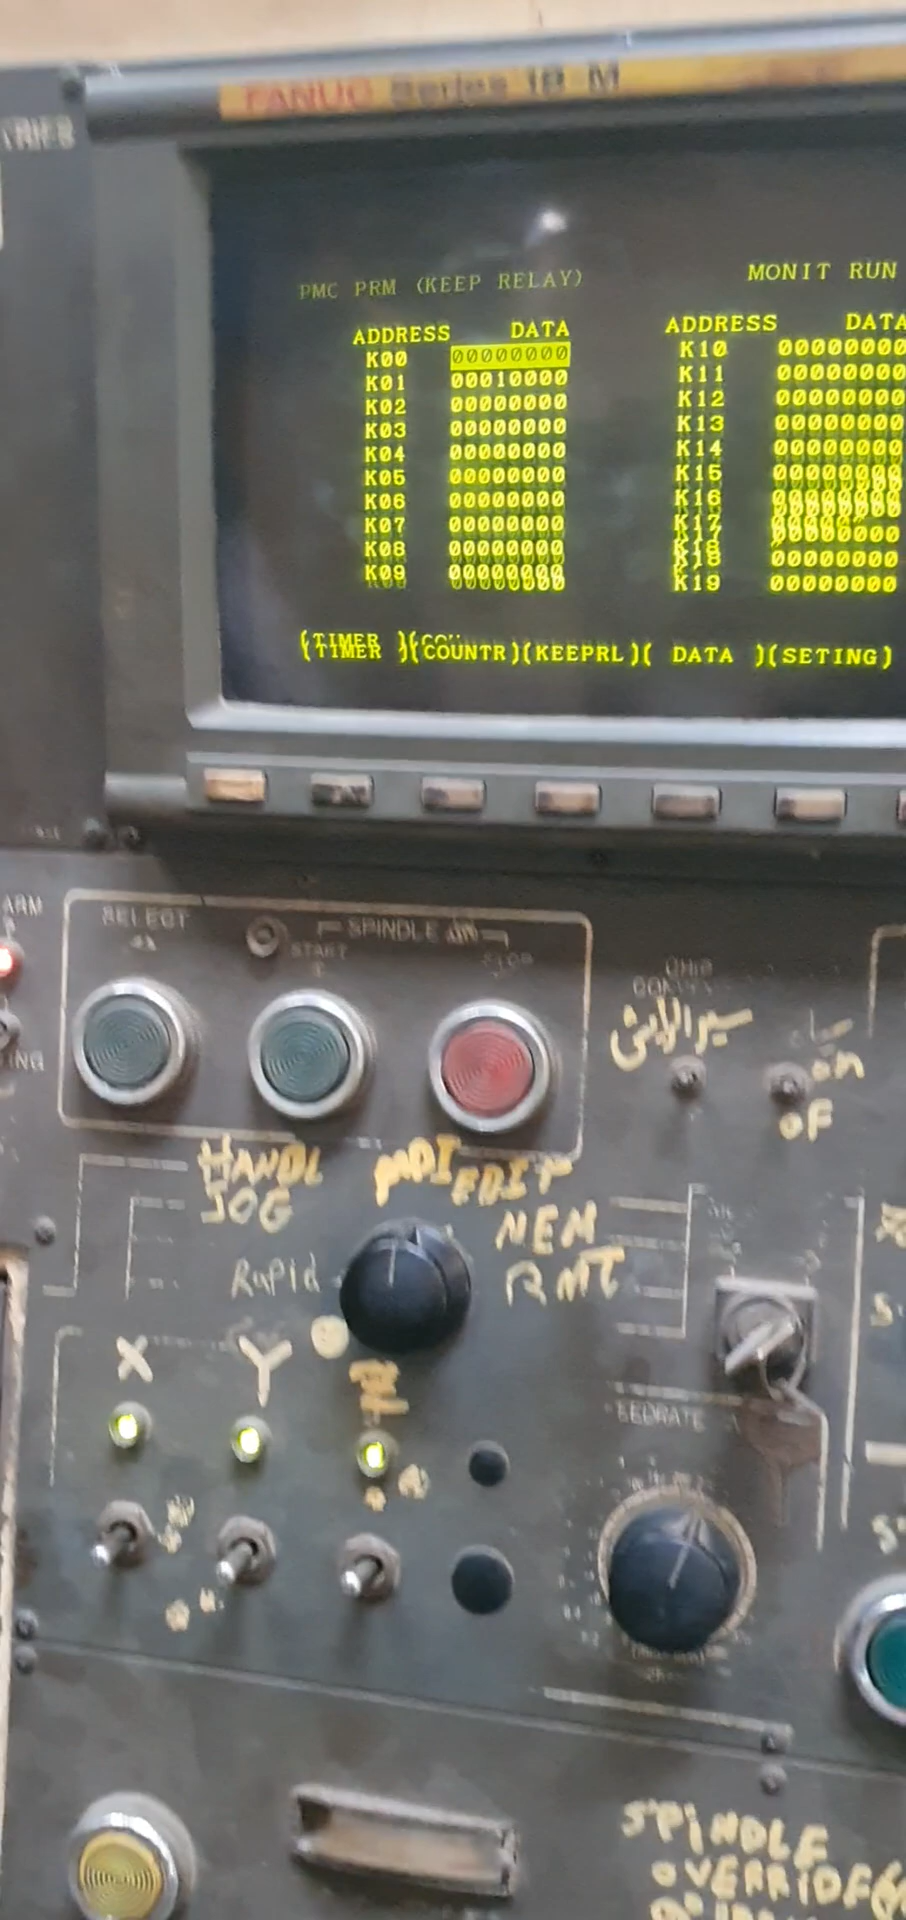 FANUC Series 18-M
PMC PRM (KEEP RELAY)
MONIT RUN
ADDRESS DATA
K00 00000000
K01 00010000
K02 00000000
K03 00000000
K04 00000000
K05 00000000
K06 00000000
K07 00000000
K08 00000000
K09 00000000
ADDRESS DATA
K10 00000000
K11 00000000
K12 00000000
K13 00000000
K14 00000000
K15 00000000
K16 00000000
K17 00000000
K18 00000000
K19 00000000
(TIMER )(COUNTR)(KEEPRL)( DATA )(SETING)
SELECT
SPINDLE
START
STOP
CHIP
سير الرايش
on
OF
HANDL
JOG
MDI EDIT
MEM
RMT
Rapid
X
Y
FEEDRATE
SPINDLE
OVERRIDE